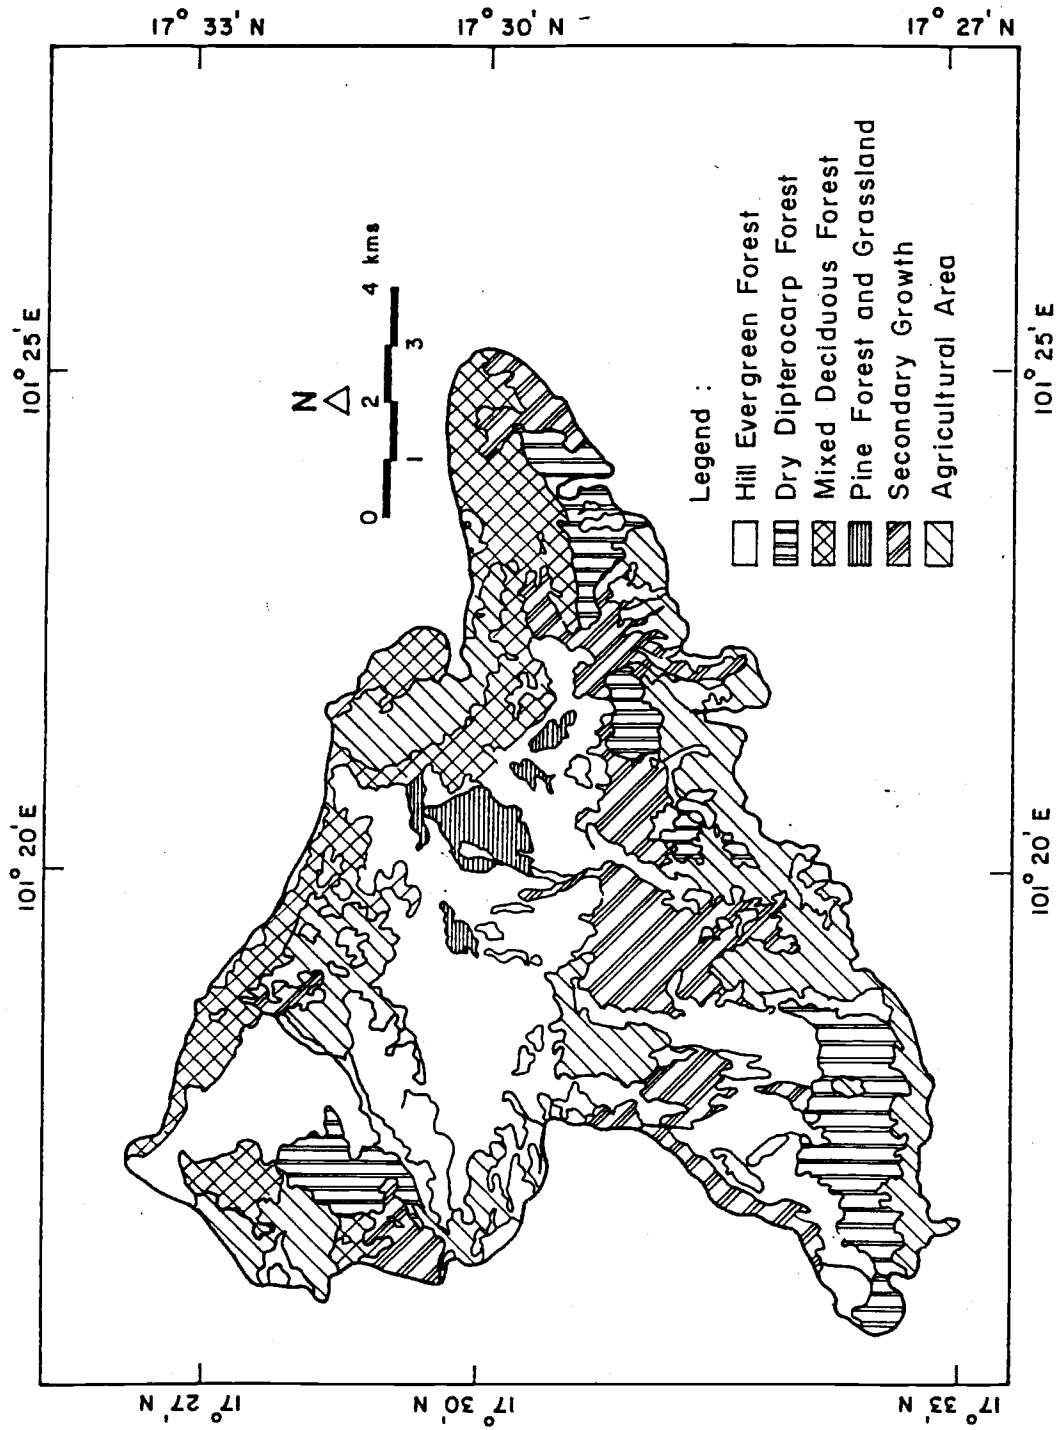 17° 33' N
17° 30' N
17° 27' N
101° 25' E
101° 20' E
N
0
1
2
3
4 kms
Legend :
Hill Evergreen Forest
Dry Dipterocarp Forest
Mixed Deciduous Forest
Pine Forest and Grassland
Secondary Growth
Agricultural Area
101° 25' E
101° 20' E
17° 27' N
17° 30' N
17° 33' N